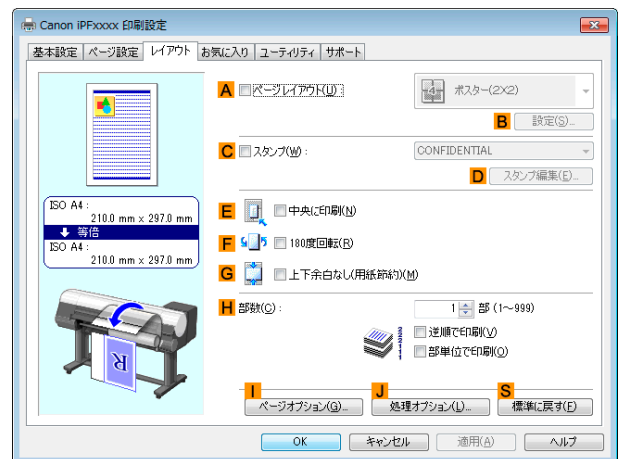 Canon iPFxxxx 印刷設定
基本設定 ページ設定 レイアウト お気に入り ユーティリティ サポート
A ページレイアウト(U) : ポスター(2×2)
B 設定(S)...
C スタンプ(W) : CONFIDENTIAL
D スタンプ編集(E)...
ISO A4 :
210.0 mm x 297.0 mm
等倍
ISO A4 :
210.0 mm x 297.0 mm
E 中央に印刷(N)
F 180度回転(R)
G 上下余白なし(用紙節約)(M)
H 部数(C) : 1 部 (1～999)
逆順で印刷(V)
部単位で印刷(O)
I ページオプション(G)...
J 処理オプション(L)...
S 標準に戻す(F)
OK キャンセル 適用(A) ヘルプ